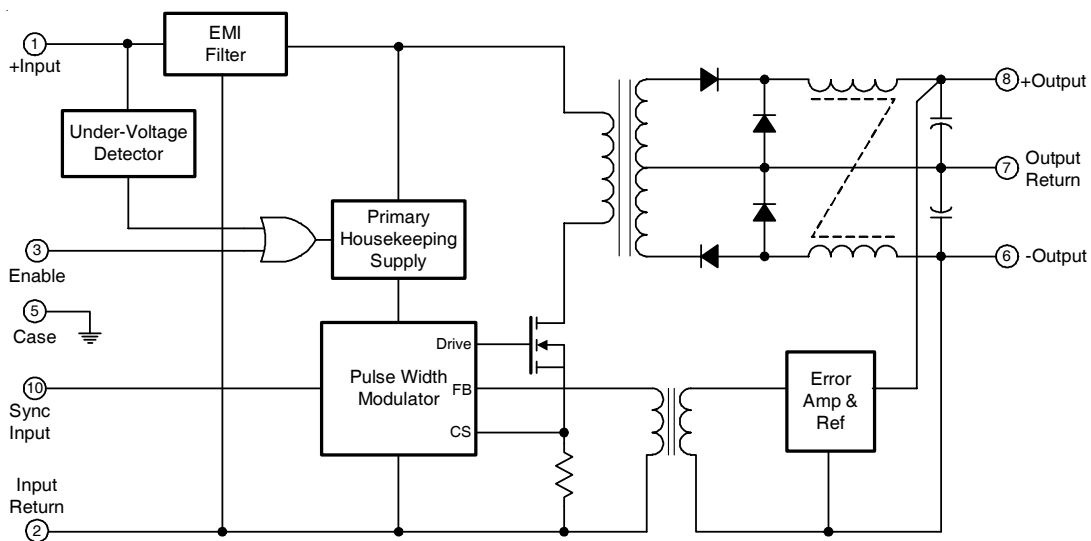 1
+Input
EMI
Filter
8
+Output
Under-Voltage
Detector
7
Output
Return
3
Enable
Primary
Housekeeping
Supply
6
-Output
5
Case
Drive
Pulse Width
Modulator
FB
CS
10
Sync
Input
Error
Amp &
Ref
Input
Return
2